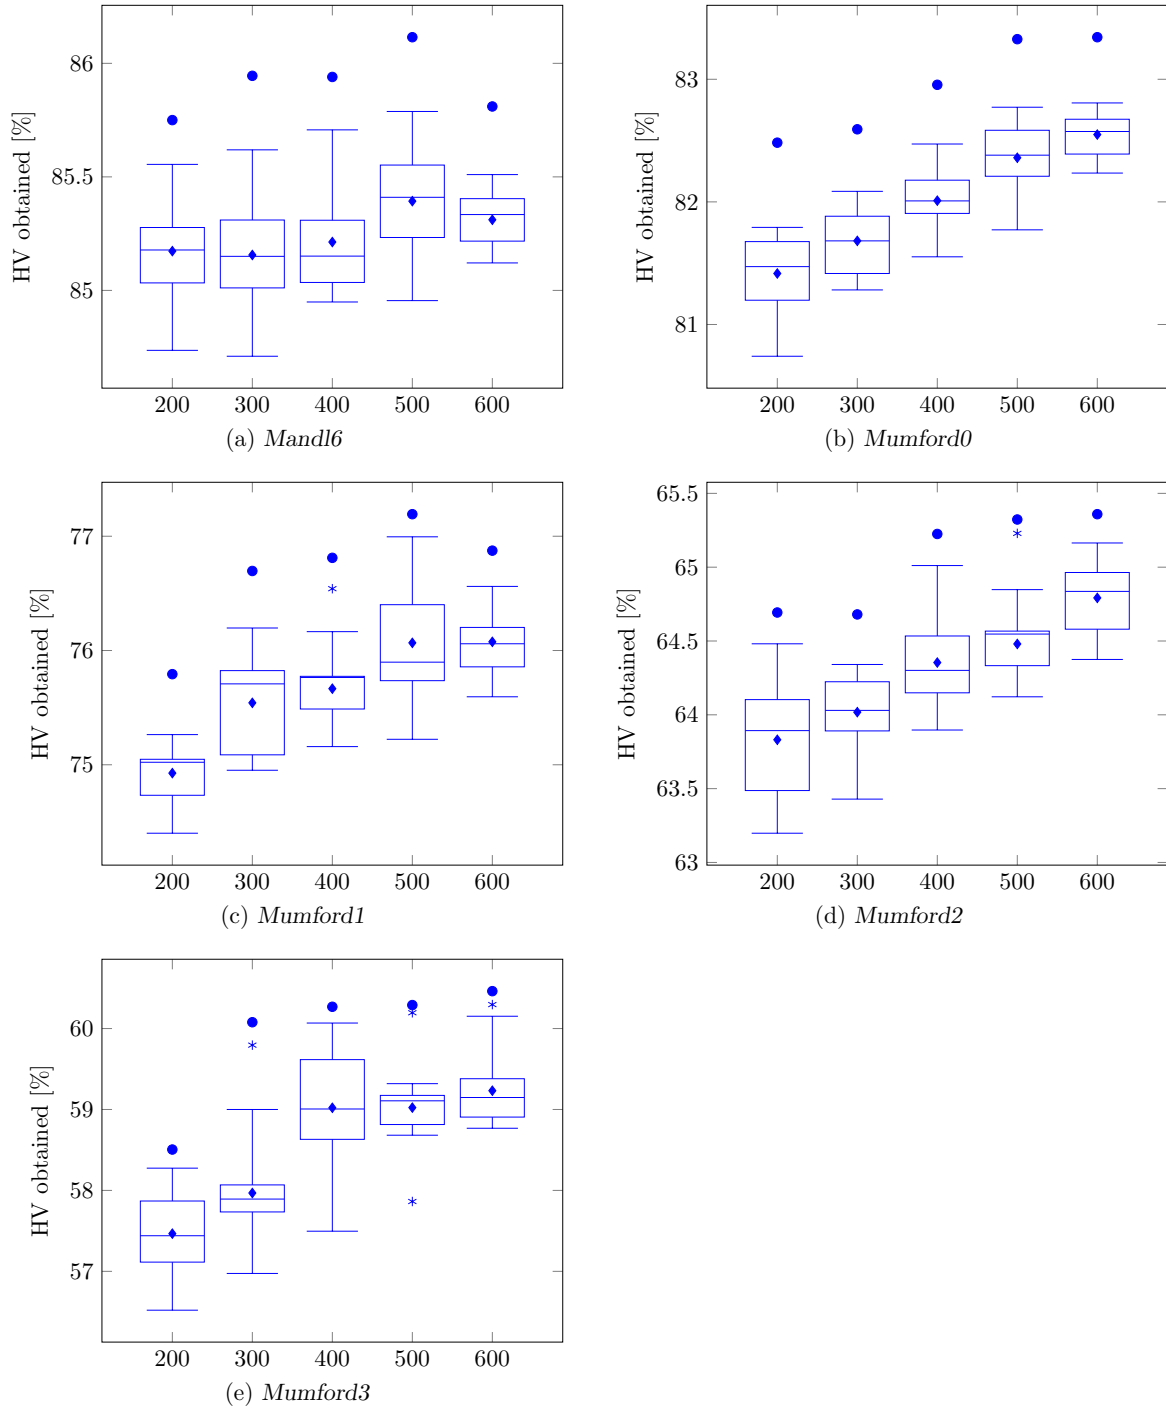 HV obtained [%]
86
85.5
85
200 300 400 500 600
(a) Mandl6
HV obtained [%]
83
82
81
200 300 400 500 600
(b) Mumford0
HV obtained [%]
77
76
75
200 300 400 500 600
(c) Mumford1
HV obtained [%]
65.5
65
64.5
64
63.5
63
200 300 400 500 600
(d) Mumford2
HV obtained [%]
60
59
58
57
200 300 400 500 600
(e) Mumford3